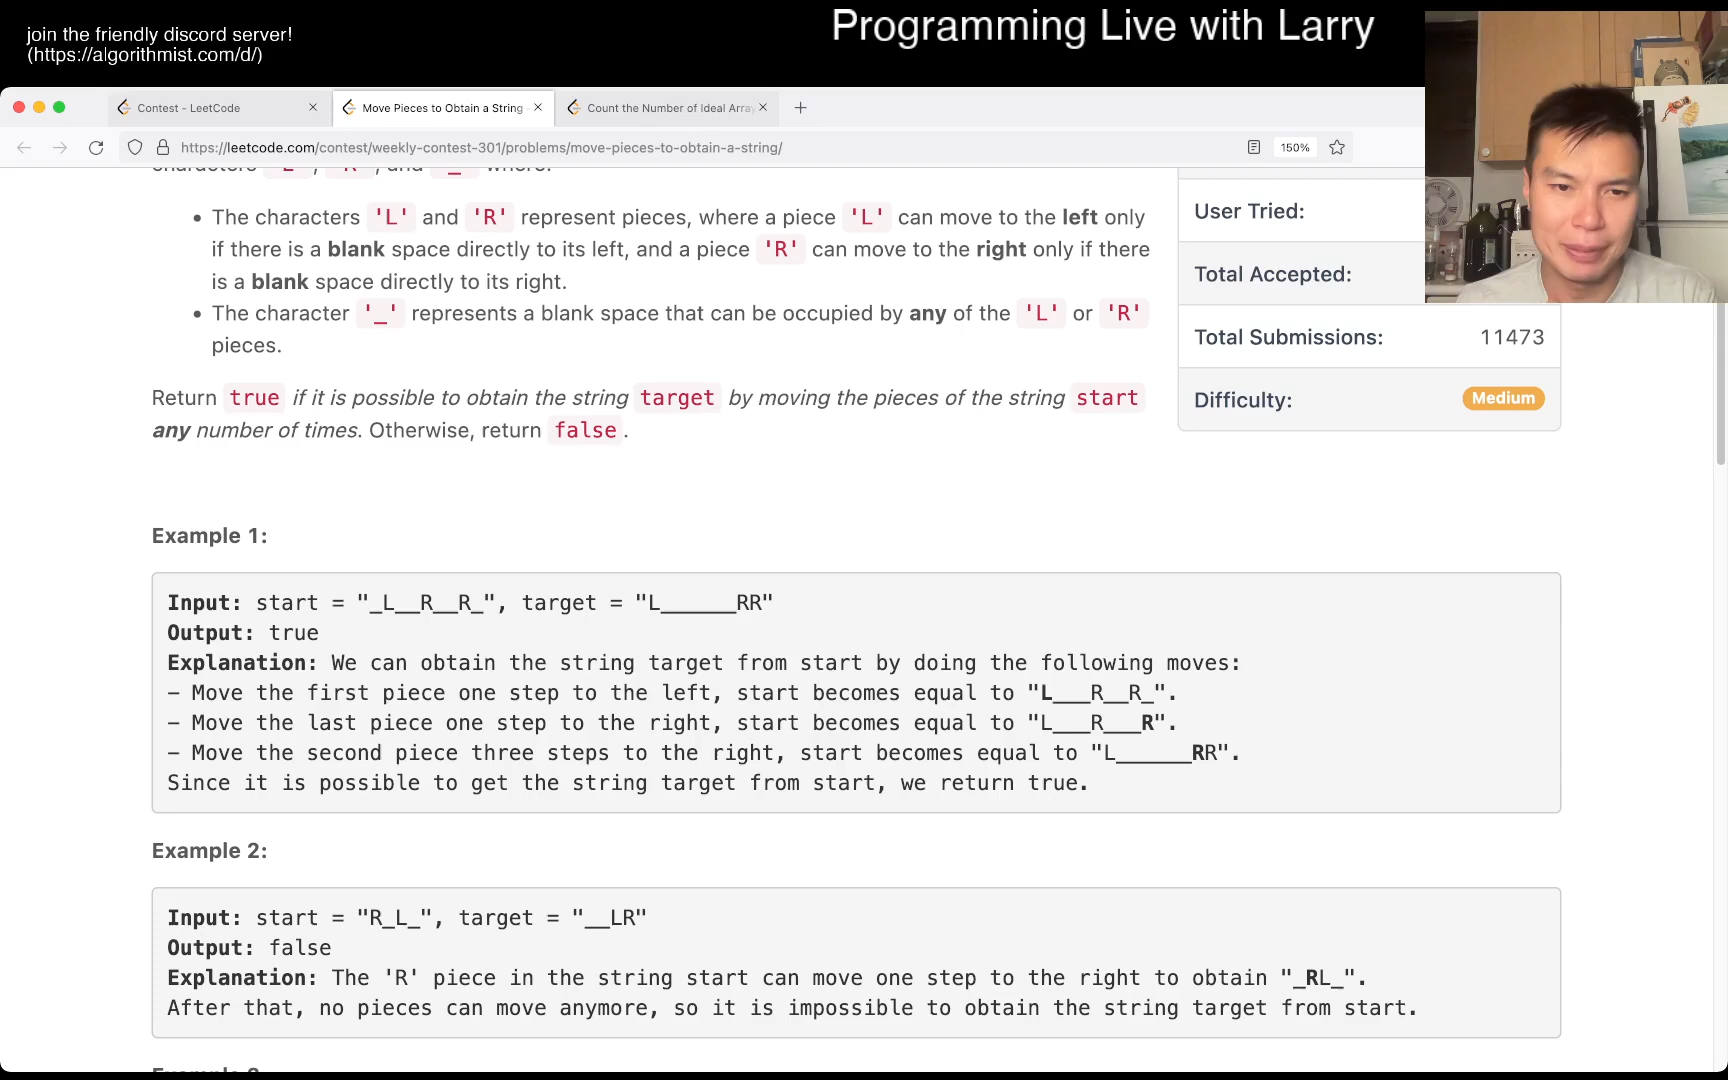 join the friendly discord server!
(https://algorithmist.com/d/)
Programming Live with Larry
Contest - LeetCode
Move Pieces to Obtain a String -
Count the Number of Ideal Array
https://leetcode.com/contest/weekly-contest-301/problems/move-pieces-to-obtain-a-string/
150%
characters 'L', 'R', and '_' where:
• The characters 'L' and 'R' represent pieces, where a piece 'L' can move to the left only
if there is a blank space directly to its left, and a piece 'R' can move to the right only if there
is a blank space directly to its right.
• The character '_' represents a blank space that can be occupied by any of the 'L' or 'R'
pieces.
Return true if it is possible to obtain the string target by moving the pieces of the string start
any number of times. Otherwise, return false.
User Tried:
Total Accepted:
Total Submissions: 11473
Difficulty: Medium
Example 1:
Input: start = "_L__R__R_", target = "L______RR"
Output: true
Explanation: We can obtain the string target from start by doing the following moves:
– Move the first piece one step to the left, start becomes equal to "L___R__R_".
– Move the last piece one step to the right, start becomes equal to "L___R___R".
– Move the second piece three steps to the right, start becomes equal to "L______RR".
Since it is possible to get the string target from start, we return true.
Example 2:
Input: start = "R_L_", target = "__LR"
Output: false
Explanation: The 'R' piece in the string start can move one step to the right to obtain "_RL_".
After that, no pieces can move anymore, so it is impossible to obtain the string target from start.